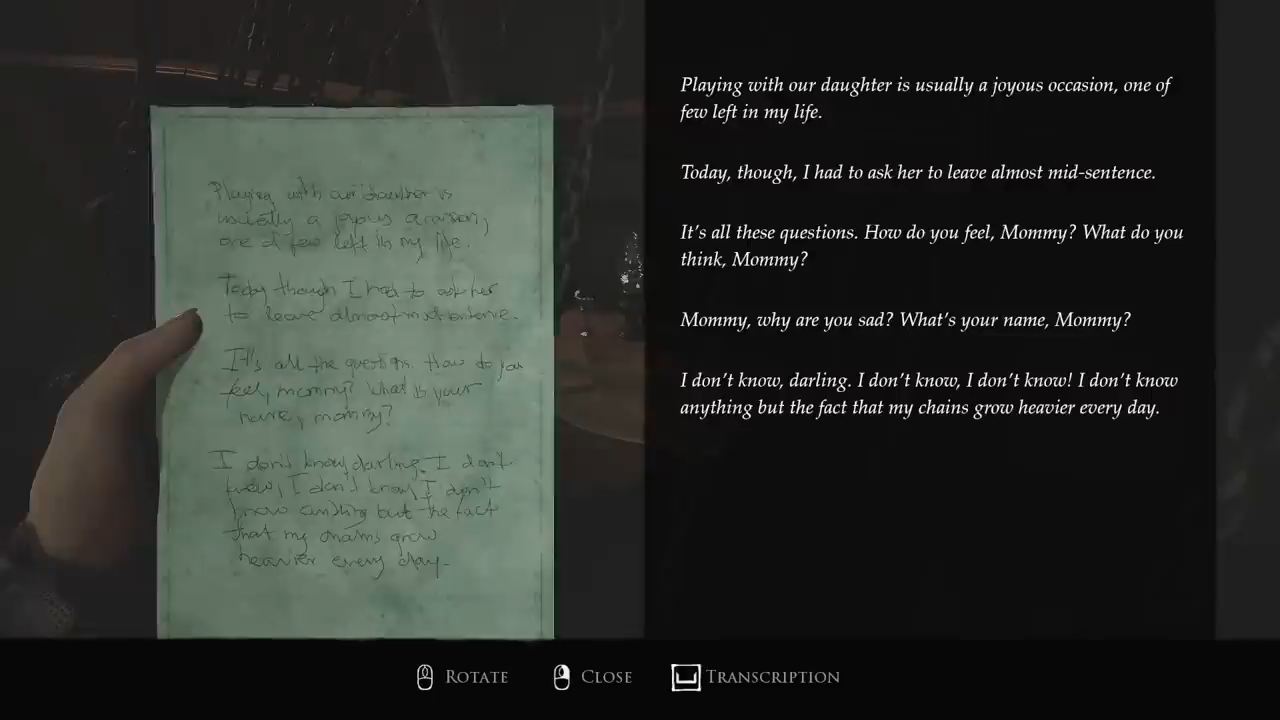 Playing with our daughter is
usually a joyous occasion,
one of few left in my life.
Today though I had to ask her
to leave almost mid-sentence.
It's all the questions. How do you
feel, mommy? What is your
name, mommy?
I don't know, darling. I don't
know, I don't know, I don't
know anything but the fact
that my chains grow
heavier every day.
Playing with our daughter is usually a joyous occasion, one of
few left in my life.
Today, though, I had to ask her to leave almost mid-sentence.
It's all these questions. How do you feel, Mommy? What do you
think, Mommy?
Mommy, why are you sad? What's your name, Mommy?
I don't know, darling. I don't know, I don't know! I don't know
anything but the fact that my chains grow heavier every day.
Rotate
Close
Transcription